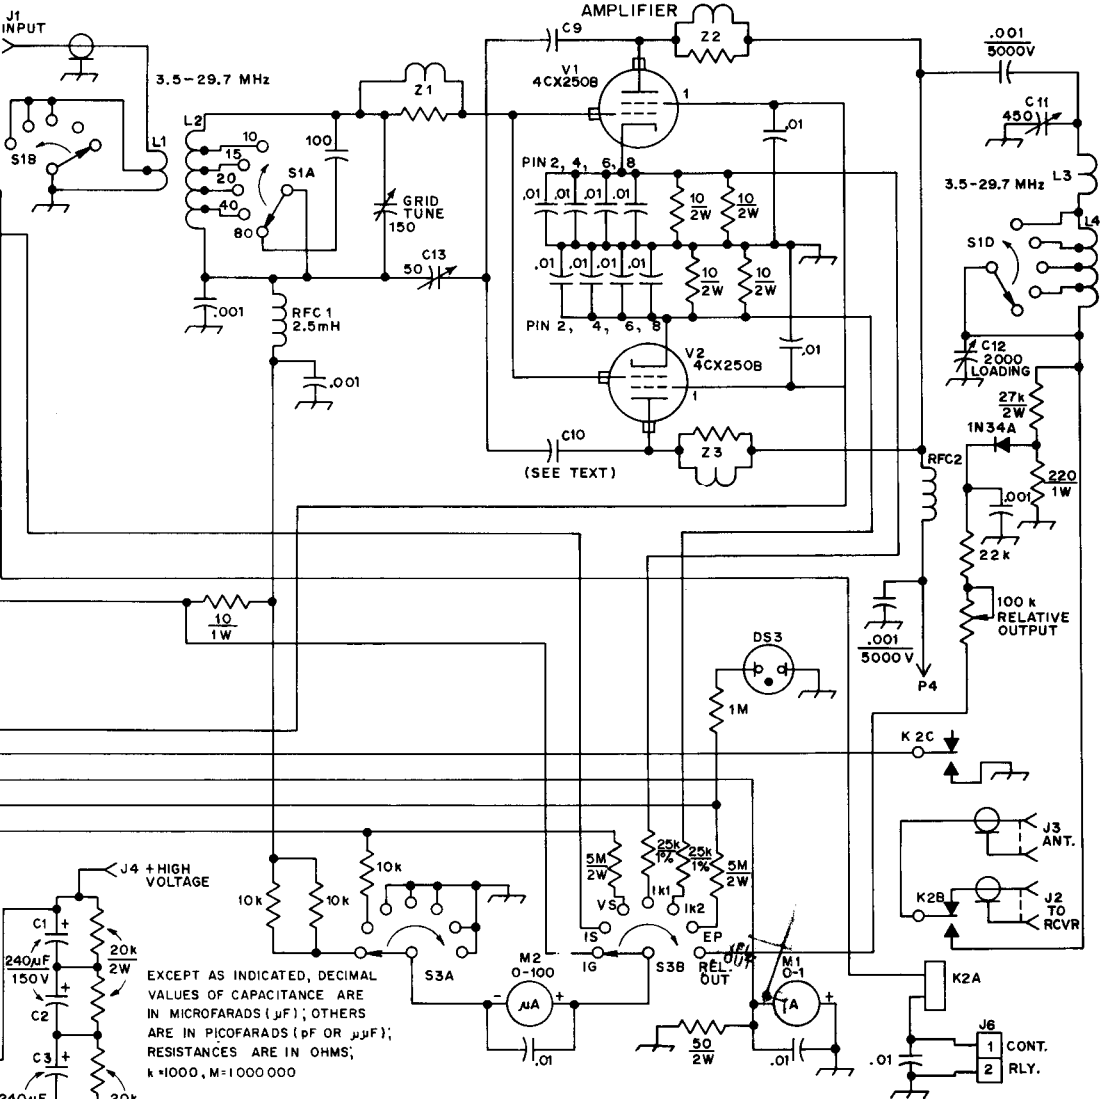 AMPLIFIER
J1
INPUT
3.5-29.7 MHz
L1
L2
S1B
10
15
20
40
80
S1A
100
Z1
GRID
TUNE
150
C13
50
.001
RFC 1
2.5mH
.001
C9
Z2
V1
4CX250B
1
.01
PIN 2, 4, 6, 8
.01 .01 .01 .01
10
2W
10
2W
.01 .01 .01 .01
10
2W
10
2W
PIN 2, 4, 6, 8
V2
4CX250B
1
.01
C10
(SEE TEXT)
Z3
.001
5000V
C11
450
L3
3.5-29.7 MHz
L4
S1D
C12
2000
LOADING
27k
2W
1N34A
220
1W
.001
RFC2
22k
100 k
RELATIVE
OUTPUT
.001
5000V
P4
10
1W
DS3
1M
K2C
J3
ANT.
K2B
J2
TO
RCVR
K2A
J6
1 CONT.
2 RLY.
.01
J4 + HIGH
VOLTAGE
C1 +
240µF
150V
C2 +
C3 +
240µF
20k
2W
20k
10k
10k
10k
S3A
M2
0-100
- µA +
.01
5M
2W
25k
1%
25k
1%
5M
2W
VS
Ik1
Ik2
IS
EP
IG
S3B
REL.
OUT
M1
0-1
A +
50
2W
.01
EXCEPT AS INDICATED, DECIMAL
VALUES OF CAPACITANCE ARE
IN MICROFARADS (µF); OTHERS
ARE IN PICOFARADS (pF OR µµF);
RESISTANCES ARE IN OHMS;
k=1000, M=1000000